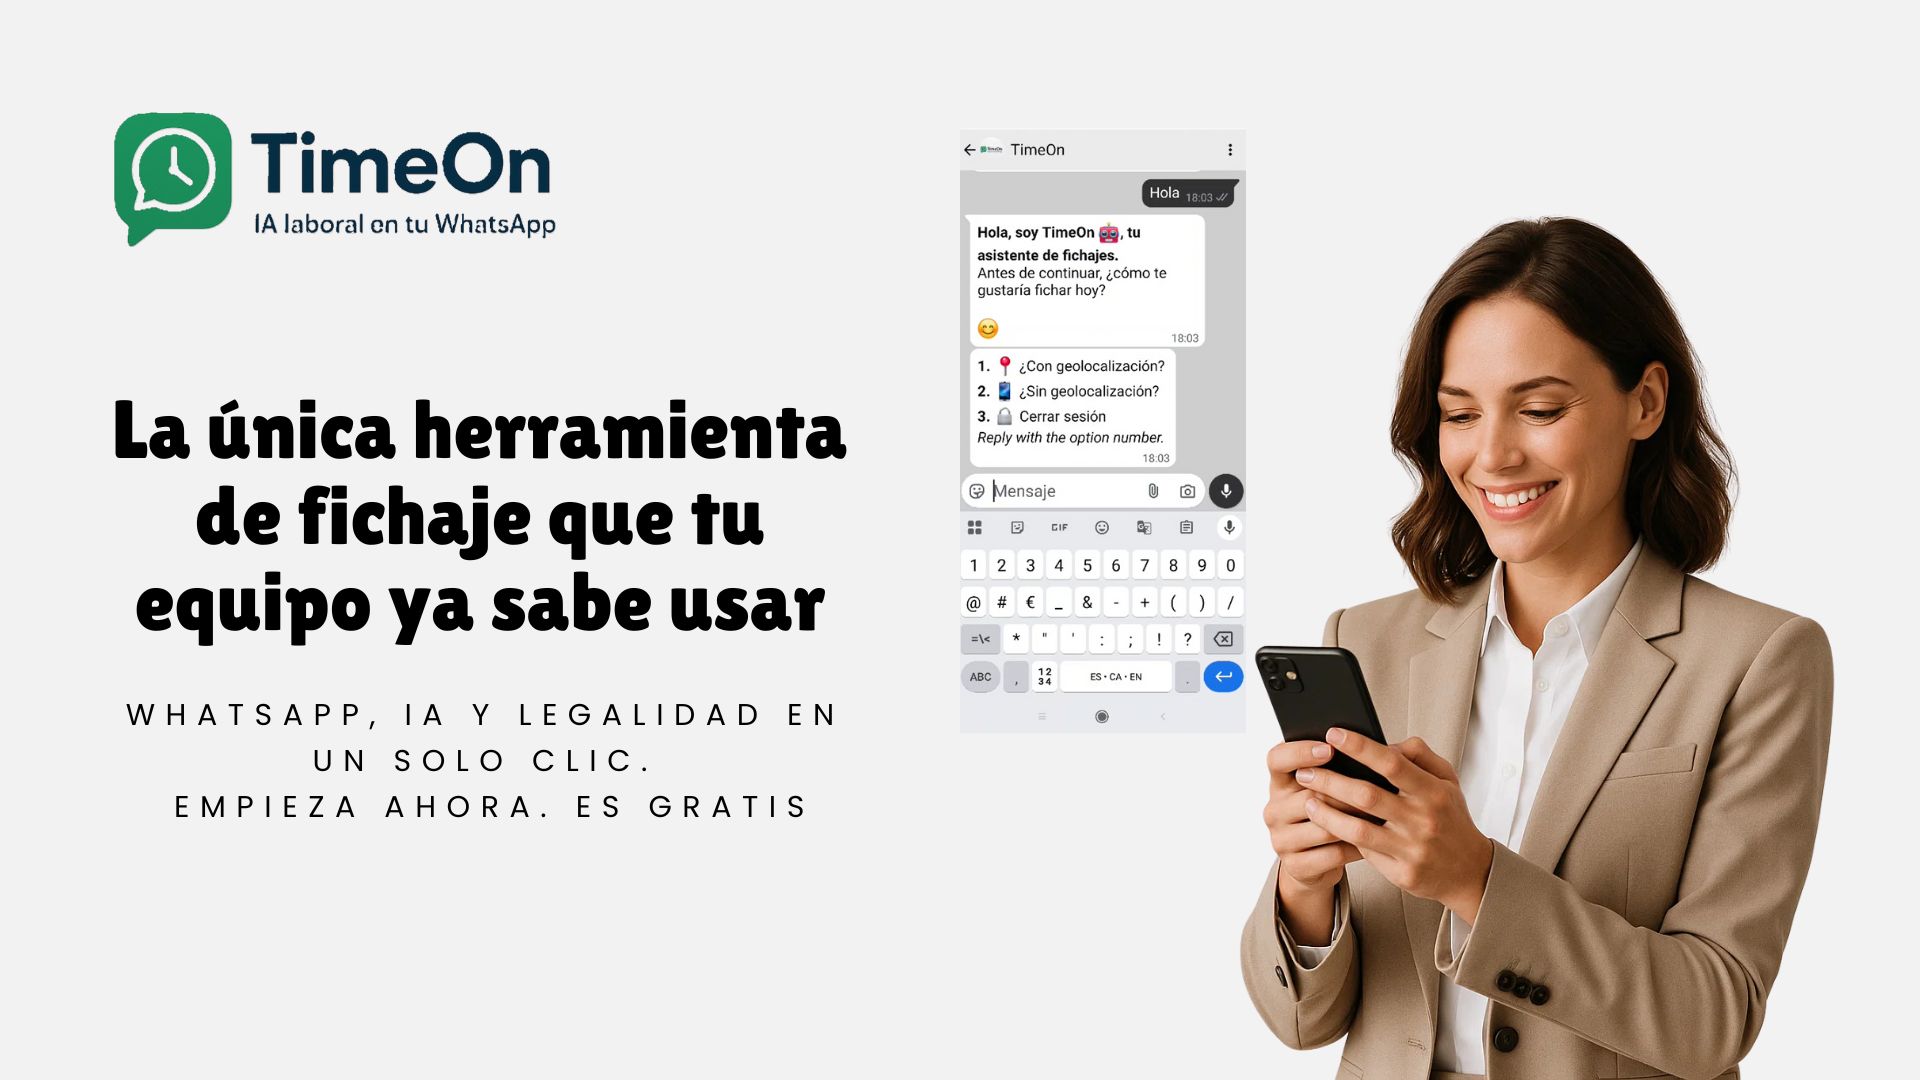 TimeOn
IA laboral en tu WhatsApp
La única herramienta
de fichaje que tu
equipo ya sabe usar
WHATSAPP, IA Y LEGALIDAD EN
UN SOLO CLIC.
EMPIEZA AHORA. ES GRATIS
TimeOn
Hola 18:03
Hola, soy TimeOn 🤖, tu
asistente de fichajes.
Antes de continuar, ¿cómo te
gustaría fichar hoy?
😊
18:03
1. 📍 ¿Con geolocalización?
2. 📱 ¿Sin geolocalización?
3. 🔒 Cerrar sesión
Reply with the option number.
18:03
Mensaje
GIF
1 2 3 4 5 6 7 8 9 0
@ # € _ & - + ( ) /
=\< * " ' : ; ! ?
ABC , 12 34 ES • CA • EN .